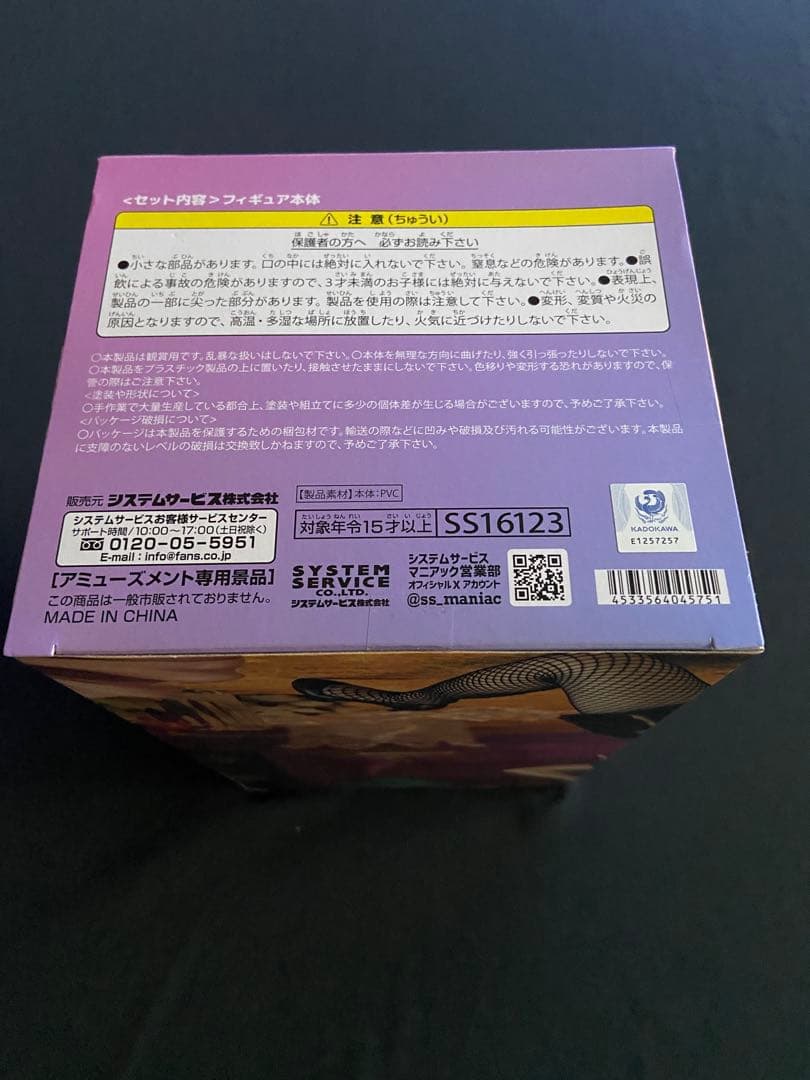 <セット内容>フィギュア本体
⚠ 注 意(ちゅうい)
保護者の方へ 必ずお読み下さい
●小さな部品があります。口の中には絶対に入れないで下さい。窒息などの危険があります。●誤
飲による事故の危険がありますので、3才未満のお子様には絶対に与えないで下さい。●表現上、
製品の一部に尖った部分があります。製品を使用の際は注意して下さい。●変形、変質や火災の
原因となりますので、高温・多湿な場所に放置したり、火気に近づけたりしないで下さい。
○本製品は観賞用です。乱暴な扱いはしないで下さい。○本体を無理な方向に曲げたり、強く引っ張ったりしないで下さい。
○本製品をプラスチック製品の上に置いたり、接触させたままにしないで下さい。色移りや変形する恐れがありますので、保
管の際はご注意下さい。
<塗装や形状について>
○手作業で大量生産している都合上、塗装や組立てに多少の個体差が生じる場合がございますので、予めご了承下さい。
<パッケージ破損について>
○パッケージは本製品を保護するための梱包材です。輸送の際などに凹みや破損及び汚れる可能性がございます。本製品
に支障のないレベルの破損は交換致しかねますので、予めご了承下さい。
販売元 システムサービス株式会社
システムサービスお客様サービスセンター
サポート時間/10:00~17:00(土日祝除く)
0120-05-5951
E-mail:info@fans.co.jp
[アミューズメント専用景品]
この商品は一般市販されておりません。
MADE IN CHINA
【製品素材】本体:PVC
対象年令15才以上
SS16123
SYSTEM
SERVICE
CO.,LTD.
システムサービス株式会社
システムサービス
マニアック営業部
オフィシャル X アカウント
@ss_maniac
KADOKAWA
E1257257
4533564045751